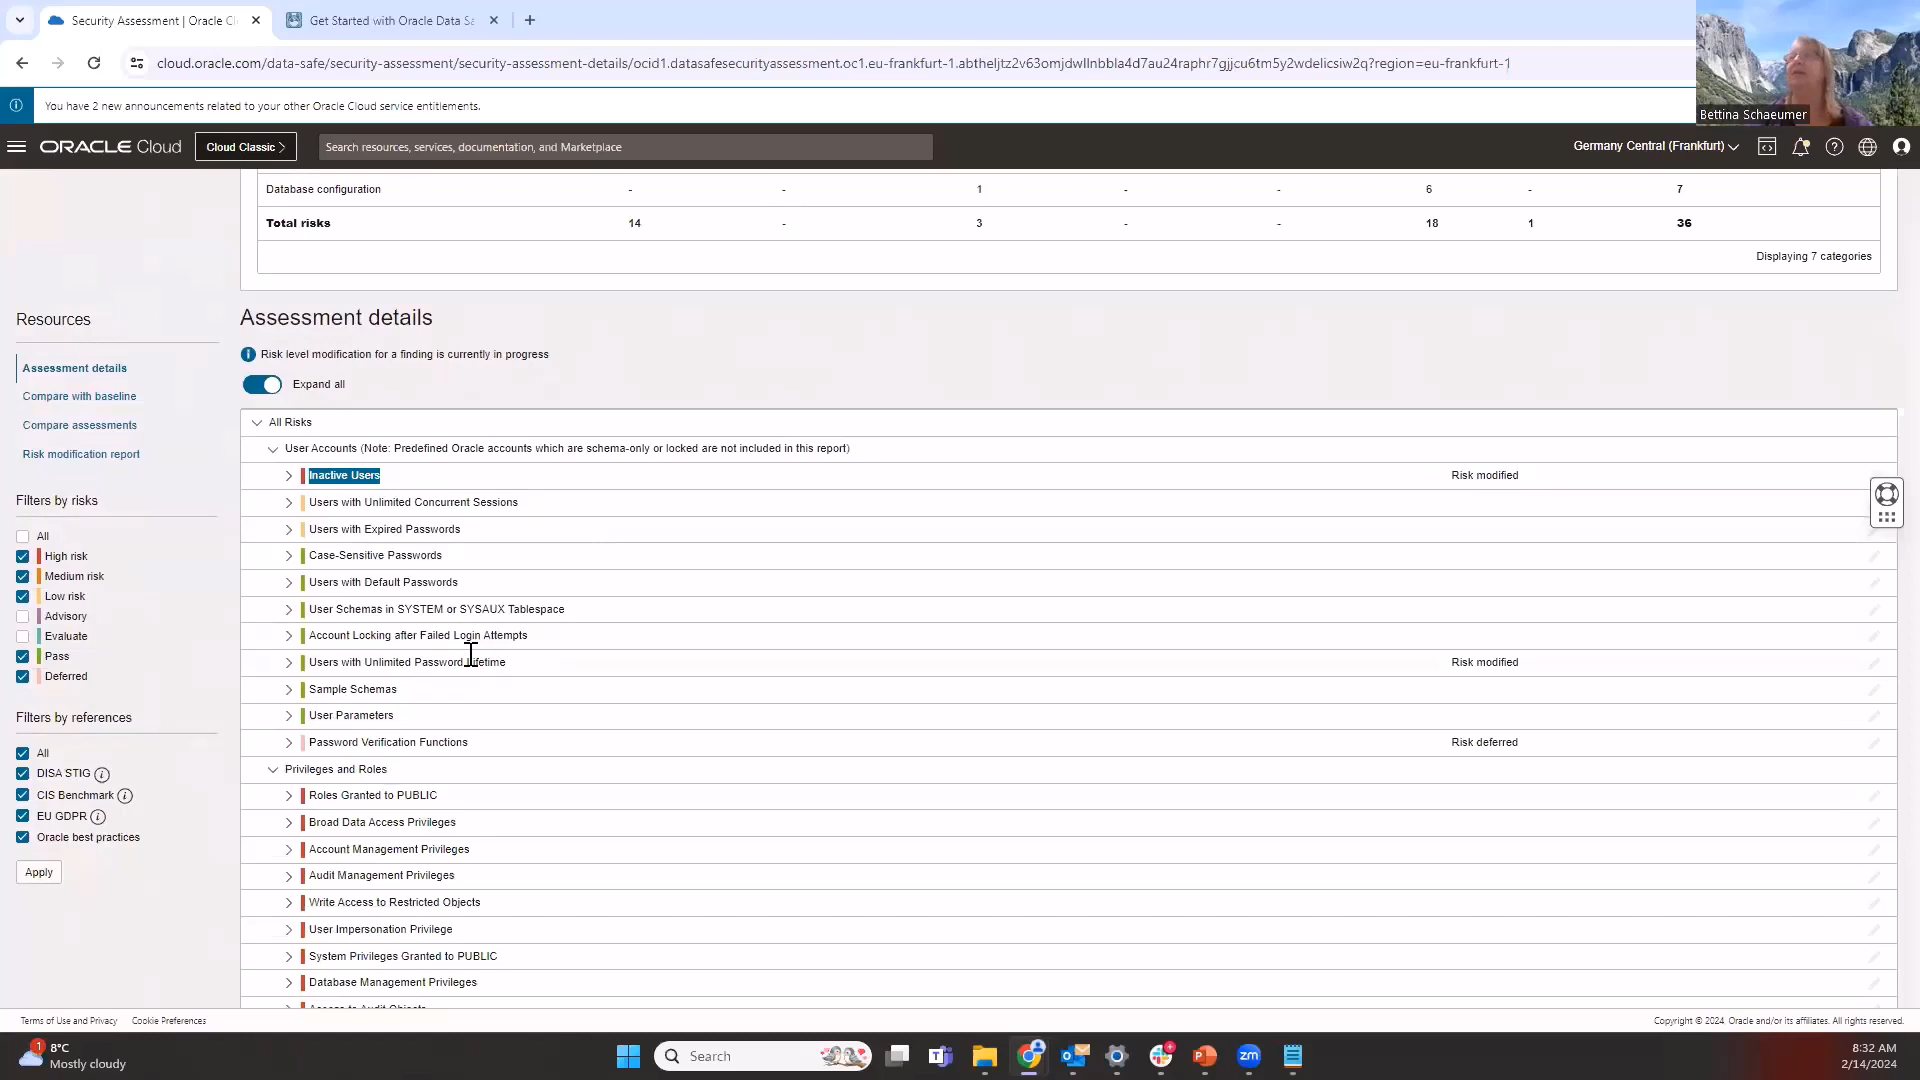 Security Assessment | Oracle Cl
Get Started with Oracle Data Sa
cloud.oracle.com/data-safe/security-assessment/security-assessment-details/ocid1.datasafesecurityassessment.oc1.eu-frankfurt-1.abtheljtz2v63omjdwllnbbla4d7au24raphr7gjjcu6tm5y2wdelicsiw2q?region=eu-frankfurt-1
You have 2 new announcements related to your other Oracle Cloud service entitlements.
Bettina Schaeumer
ORACLE Cloud
Cloud Classic
Search resources, services, documentation, and Marketplace
Germany Central (Frankfurt)
Database configuration - - 1 - - 6 - 7
Total risks 14 - 3 - - 18 1 36
Displaying 7 categories
Resources
Assessment details
Compare with baseline
Compare assessments
Risk modification report
Filters by risks
All
High risk
Medium risk
Low risk
Advisory
Evaluate
Pass
Deferred
Filters by references
All
DISA STIG
CIS Benchmark
EU GDPR
Oracle best practices
Apply
Assessment details
Risk level modification for a finding is currently in progress
Expand all
All Risks
User Accounts (Note: Predefined Oracle accounts which are schema-only or locked are not included in this report)
Inactive Users Risk modified
Users with Unlimited Concurrent Sessions
Users with Expired Passwords
Case-Sensitive Passwords
Users with Default Passwords
User Schemas in SYSTEM or SYSAUX Tablespace
Account Locking after Failed Login Attempts
Users with Unlimited Password Lifetime Risk modified
Sample Schemas
User Parameters
Password Verification Functions Risk deferred
Privileges and Roles
Roles Granted to PUBLIC
Broad Data Access Privileges
Account Management Privileges
Audit Management Privileges
Write Access to Restricted Objects
User Impersonation Privilege
System Privileges Granted to PUBLIC
Database Management Privileges
Access to Audit Objects
Terms of Use and Privacy Cookie Preferences
Copyright © 2024, Oracle and/or its affiliates. All rights reserved.
1
8°C
Mostly cloudy
Search
zm
8:32 AM
2/14/2024